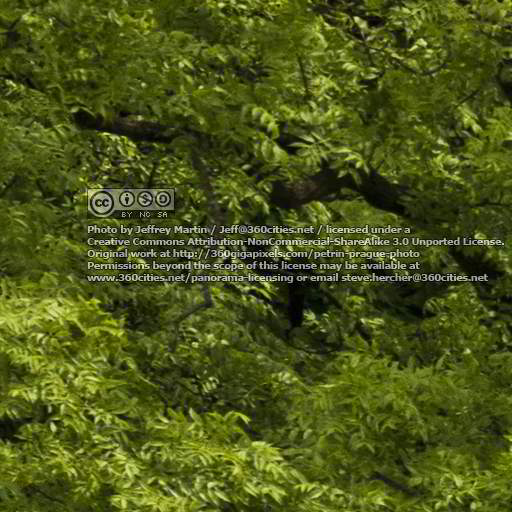 cc BY NC SA
Photo by Jeffrey Martin / Jeff@360cities.net / licensed under a
Creative Commons Attribution-NonCommercial-ShareAlike 3.0 Unported License.
Original work at http://360gigapixels.com/petrin-prague-photo
Permissions beyond the scope of this license may be available at
www.360cities.net/panorama-licensing or email steve.hercher@360cities.net